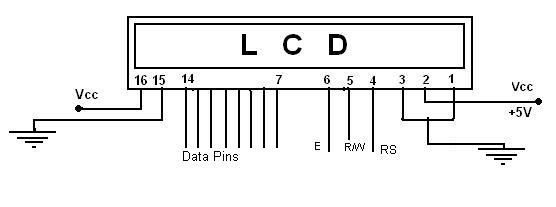 L C D
16 15 14 7 6 5 4 3 2 1
Vcc
Vcc
+5V
Data Pins
E
R/W
RS